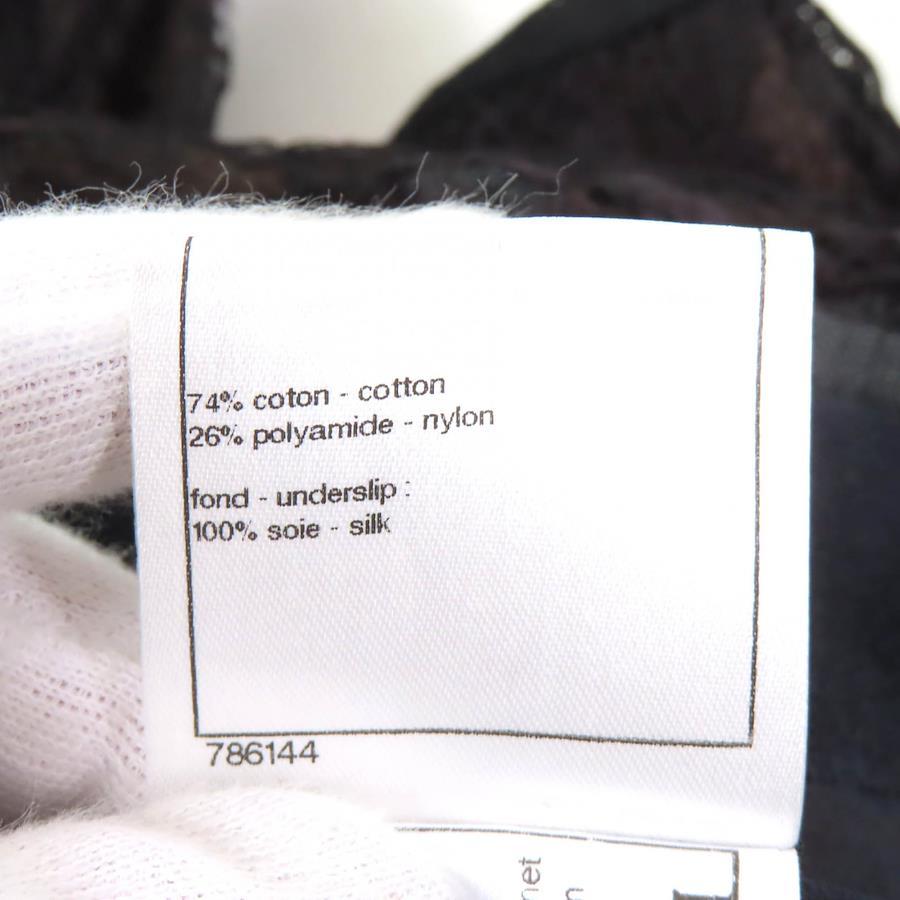 74% coton - cotton
26% polyamide - nylon
fond - underslip :
100% soie - silk
786144